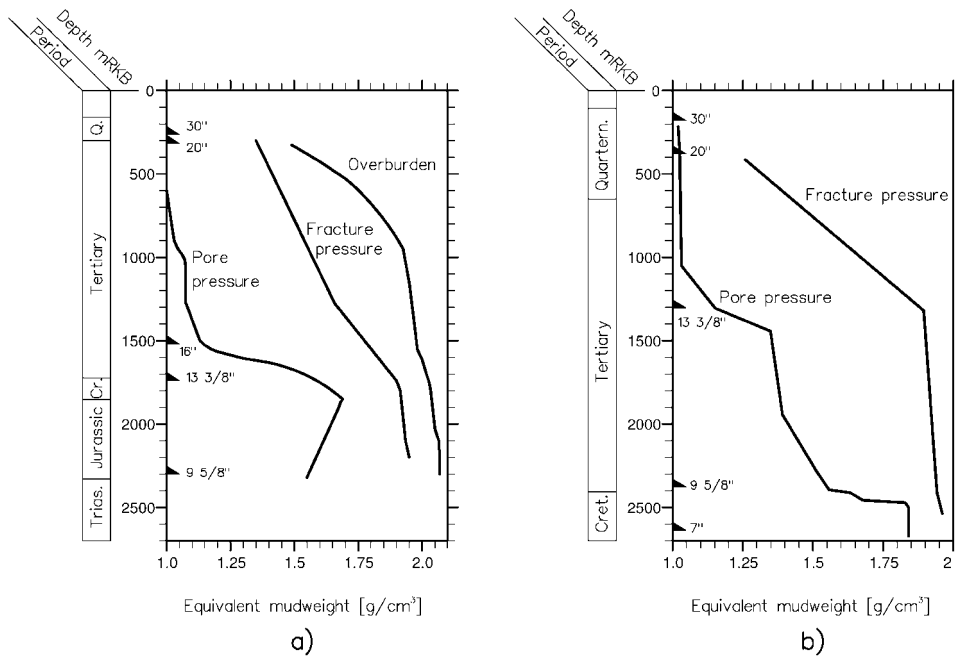 Depth mRKB
Period
0
500
1000
1500
2000
2500
Q.
Tertiary
Cr.
Jurassic
Trias.
30"
20"
16"
13 3/8"
9 5/8"
Overburden
Fracture
pressure
Pore
pressure
1.0
1.25
1.5
1.75
2.0
Equivalent mudweight [g/cm³]
a)
Depth mRKB
Period
0
500
1000
1500
2000
2500
Quartern.
Tertiary
Cret.
30"
20"
13 3/8"
9 5/8"
7"
Fracture pressure
Pore pressure
1.0
1.25
1.5
1.75
2
Equivalent mudweight [g/cm³]
b)